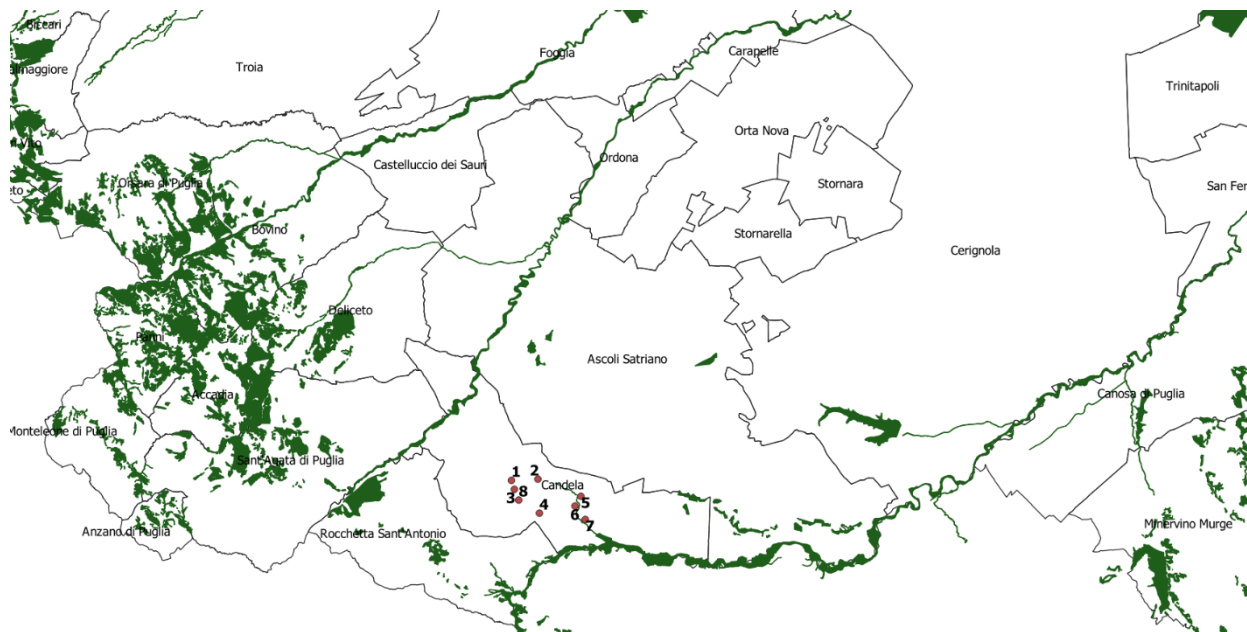 Biccari
Foggia
Carapelle
Troia
Trinitapoli
Orta Nova
Castelluccio dei Sauri
Ordona
Stornara
Orsara di Puglia
San Fer
Bovino
Stornarella
Cerignola
Deliceto
Panni
Ascoli Satriano
Accadia
Canosa di Puglia
Monteleone di Puglia
Sant'Agata di Puglia
1
2
Candela
3
8
5
4
6
7
Anzano di Puglia
Rocchetta Sant'Antonio
Minervino Murge